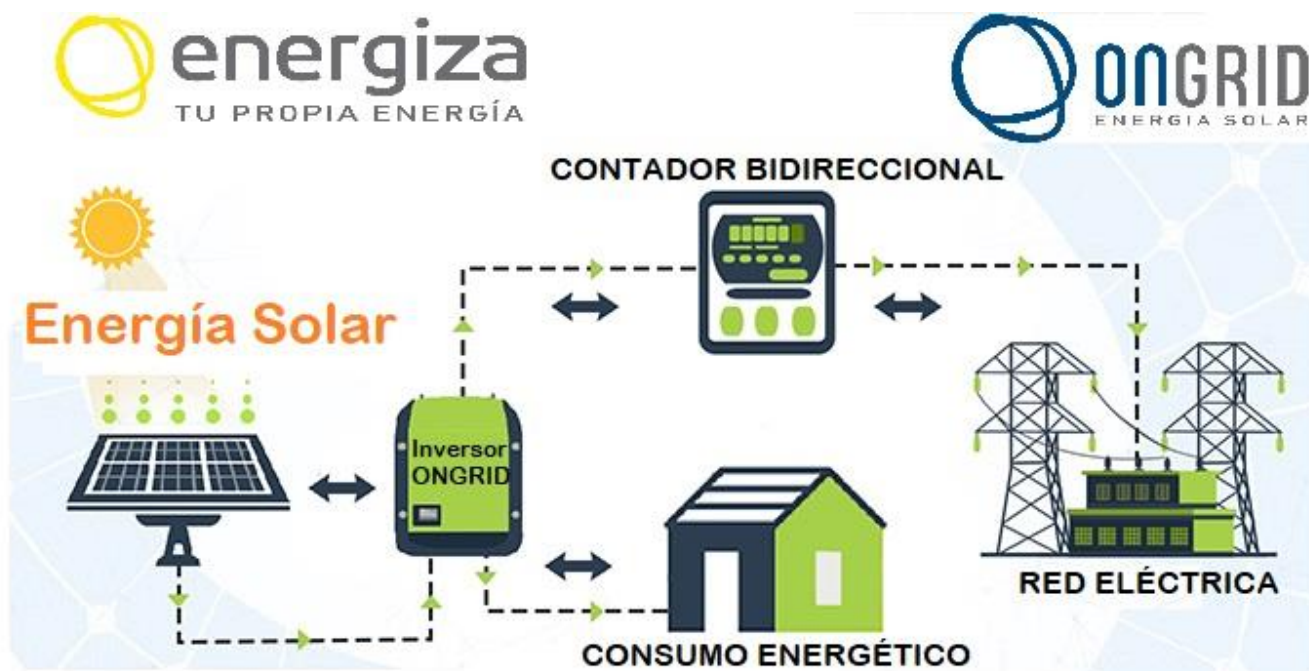 energiza
TU PROPIA ENERGÍA
ONGRID
ENERGIA SOLAR
CONTADOR BIDIRECCIONAL
Energía Solar
Inversor
ONGRID
RED ELÉCTRICA
CONSUMO ENERGÉTICO